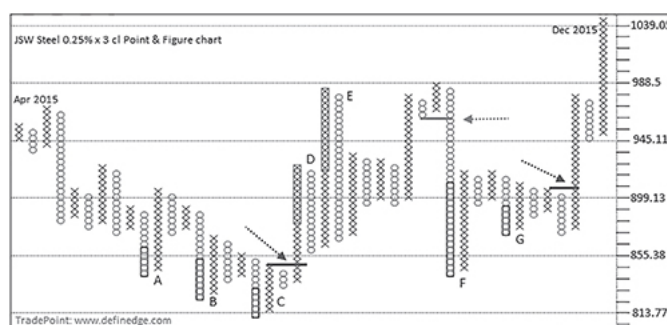 Dec 2015
1039.03
JSW Steel 0.25% x 3 cl Point & Figure chart
988.5
Apr 2015
E
945.11
D
899.13
G
855.38
A
B
C
F
813.77
TradePoint: www.definedge.com